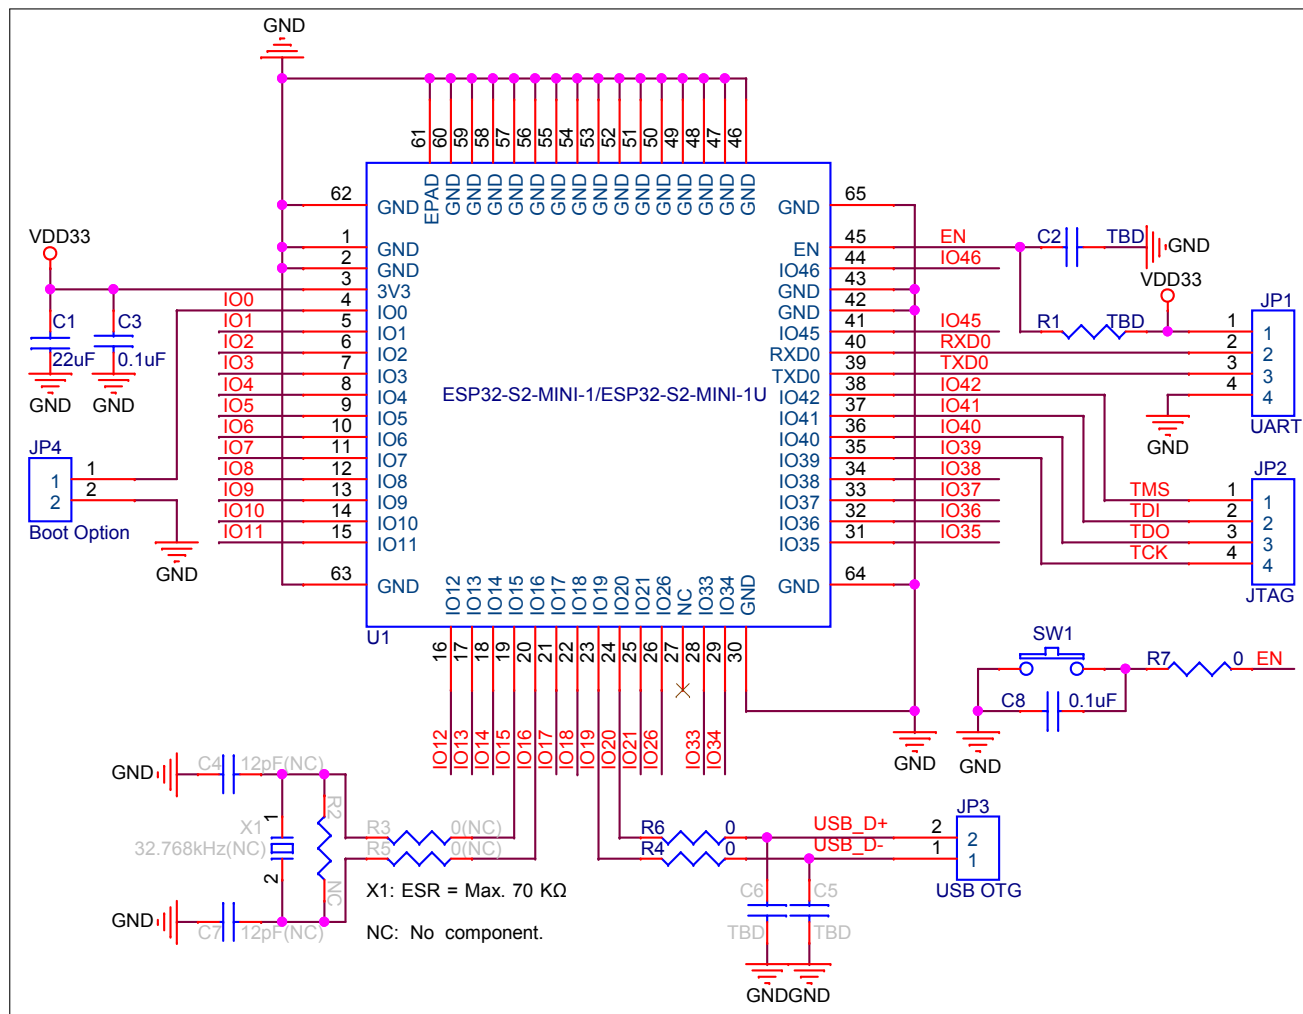 GND
61 60 59 58 57 56 55 54 53 52 51 50 49 48 47 46
EPAD GND GND GND GND GND GND GND GND GND GND GND GND GND GND GND
62 GND
GND 65
VDD33
1 GND
EN 45 EN
C2 TBD GND
2 GND
IO46 44 IO46
3 3V3
GND 43
VDD33
IO0 4 IO0
GND 42
JP1
C1 22uF GND
C3 0.1uF GND
IO1 5 IO1
IO45 41 IO45
R1 TBD
1 1
IO2 6 IO2
RXD0 40 RXD0
2 2
IO3 7 IO3
TXD0 39 TXD0
3 3
IO4 8 IO4
ESP32-S2-MINI-1/ESP32-S2-MINI-1U
IO42 38 IO42
4 4
GND
UART
IO5 9 IO5
IO41 37 IO41
IO6 10 IO6
IO40 36 IO40
IO7 11 IO7
IO39 35 IO39
JP4
1 1
2 2
Boot Option
GND
IO8 12 IO8
IO38 34 IO38
JP2
IO9 13 IO9
IO37 33 IO37
TMS 1 1
IO10 14 IO10
IO36 32 IO36
TDI 2 2
IO11 15 IO11
IO35 31 IO35
TDO 3 3
TCK 4 4
JTAG
63 GND
GND 64
IO12 IO13 IO14 IO15 IO16 IO17 IO18 IO19 IO20 IO21 IO26 NC IO33 IO34 GND
U1
16 17 18 19 20 21 22 23 24 25 26 27 28 29 30
IO12 IO13 IO14 IO15 IO16 IO17 IO18 IO19 IO20 IO21 IO26 IO33 IO34
SW1
R7 0 EN
C8 0.1uF
GND
GND
GND C4 12pF(NC)
X1
32.768kHz(NC)
1
2
R2
NC
R3 0(NC)
R5 0(NC)
GND C7 12pF(NC)
X1: ESR = Max. 70 KΩ
NC: No component.
R6 0 USB_D+ 2 2
R4 0 USB_D- 1 1
JP3
USB OTG
C6 TBD
C5 TBD
GND GND